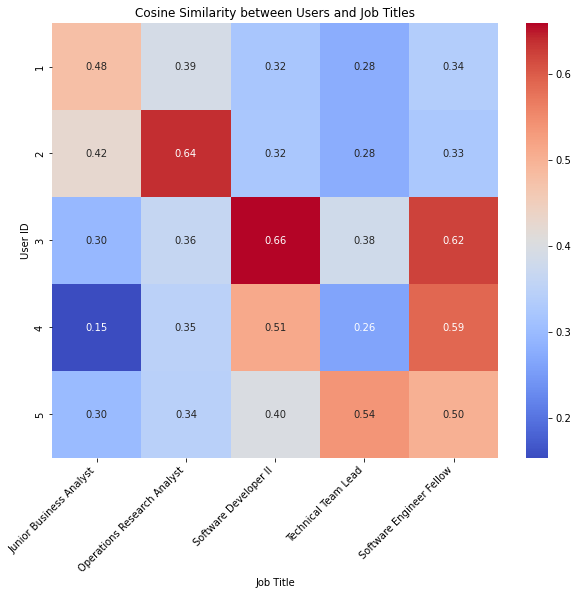 Cosine Similarity between Users and Job Titles
User ID
1 0.48 0.39 0.32 0.28 0.34
2 0.42 0.64 0.32 0.28 0.33
3 0.30 0.36 0.66 0.38 0.62
4 0.15 0.35 0.51 0.26 0.59
5 0.30 0.34 0.40 0.54 0.50
Junior Business Analyst
Operations Research Analyst
Software Developer II
Technical Team Lead
Software Engineer Fellow
Job Title
0.6
0.5
0.4
0.3
0.2